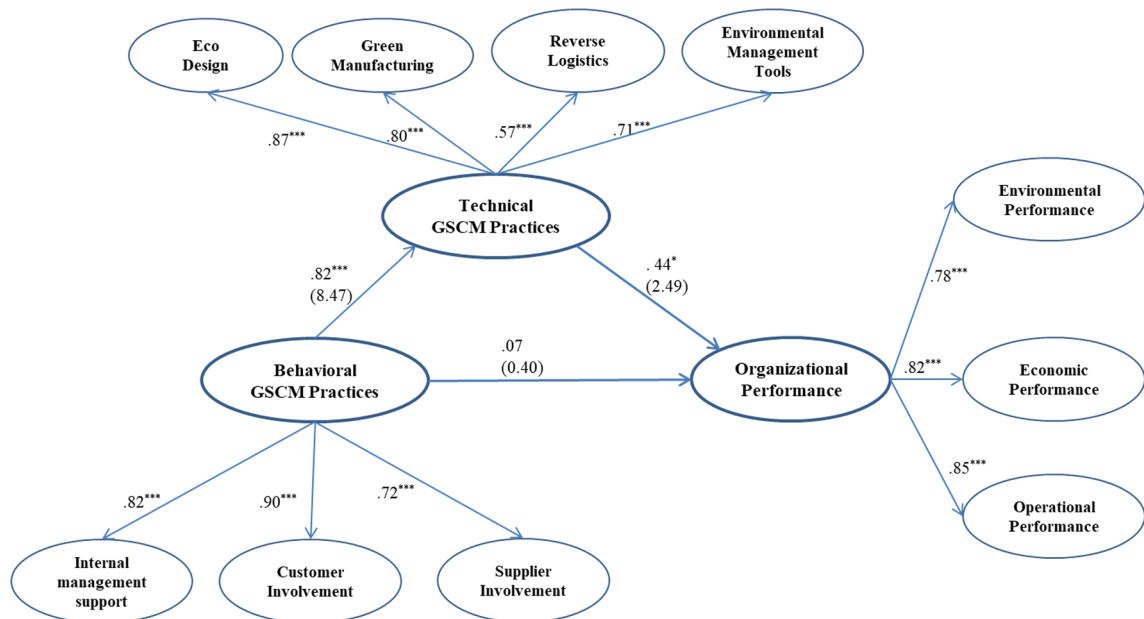 Eco
Design
Green
Manufacturing
Reverse
Logistics
Environmental
Management
Tools
.87***
.80***
.57***
.71***
Technical
GSCM Practices
Environmental
Performance
.82***
(8.47)
. 44*
(2.49)
.78***
Behavioral
GSCM Practices
.07
(0.40)
Organizational
Performance
.82***
Economic
Performance
.85***
Operational
Performance
.82***
.90***
.72***
Internal
management
support
Customer
Involvement
Supplier
Involvement